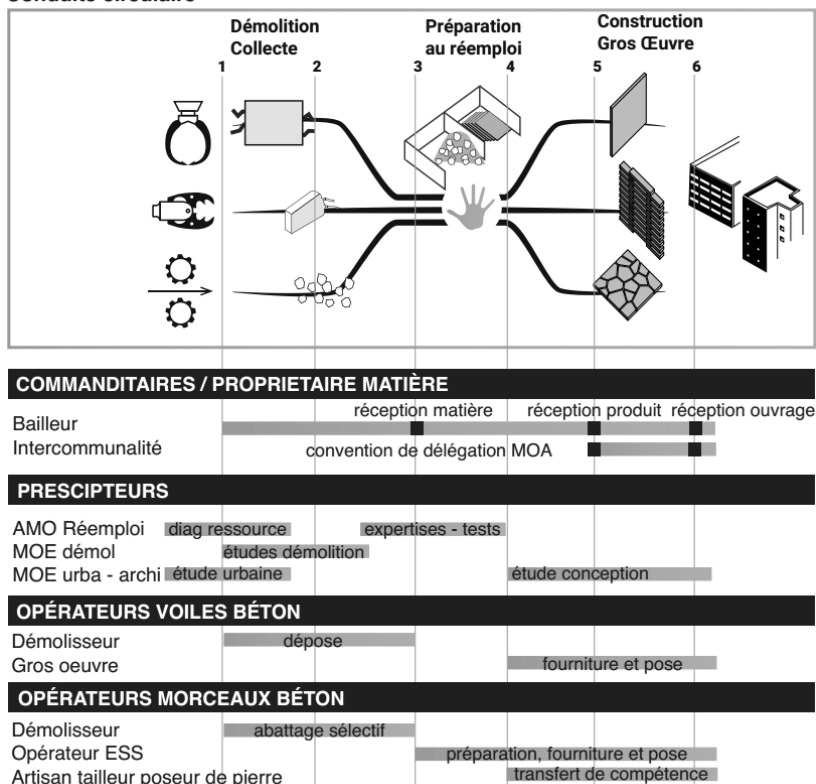 Conduite circulaire
Démolition
Collecte
Préparation
au réemploi
Construction
Gros Œuvre
1 2 3 4 5 6
COMMANDITAIRES / PROPRIETAIRE MATIÈRE
réception matière réception produit réception ouvrage
Bailleur
Intercommunalité convention de délégation MOA
PRESCIPTEURS
AMO Réemploi diag ressource expertises - tests
MOE démol études démolition
MOE urba - archi étude urbaine étude conception
OPÉRATEURS VOILES BÉTON
Démolisseur dépose
Gros oeuvre fourniture et pose
OPÉRATEURS MORCEAUX BÉTON
Démolisseur abattage sélectif
Opérateur ESS préparation, fourniture et pose
Artisan tailleur poseur de pierre transfert de compétence